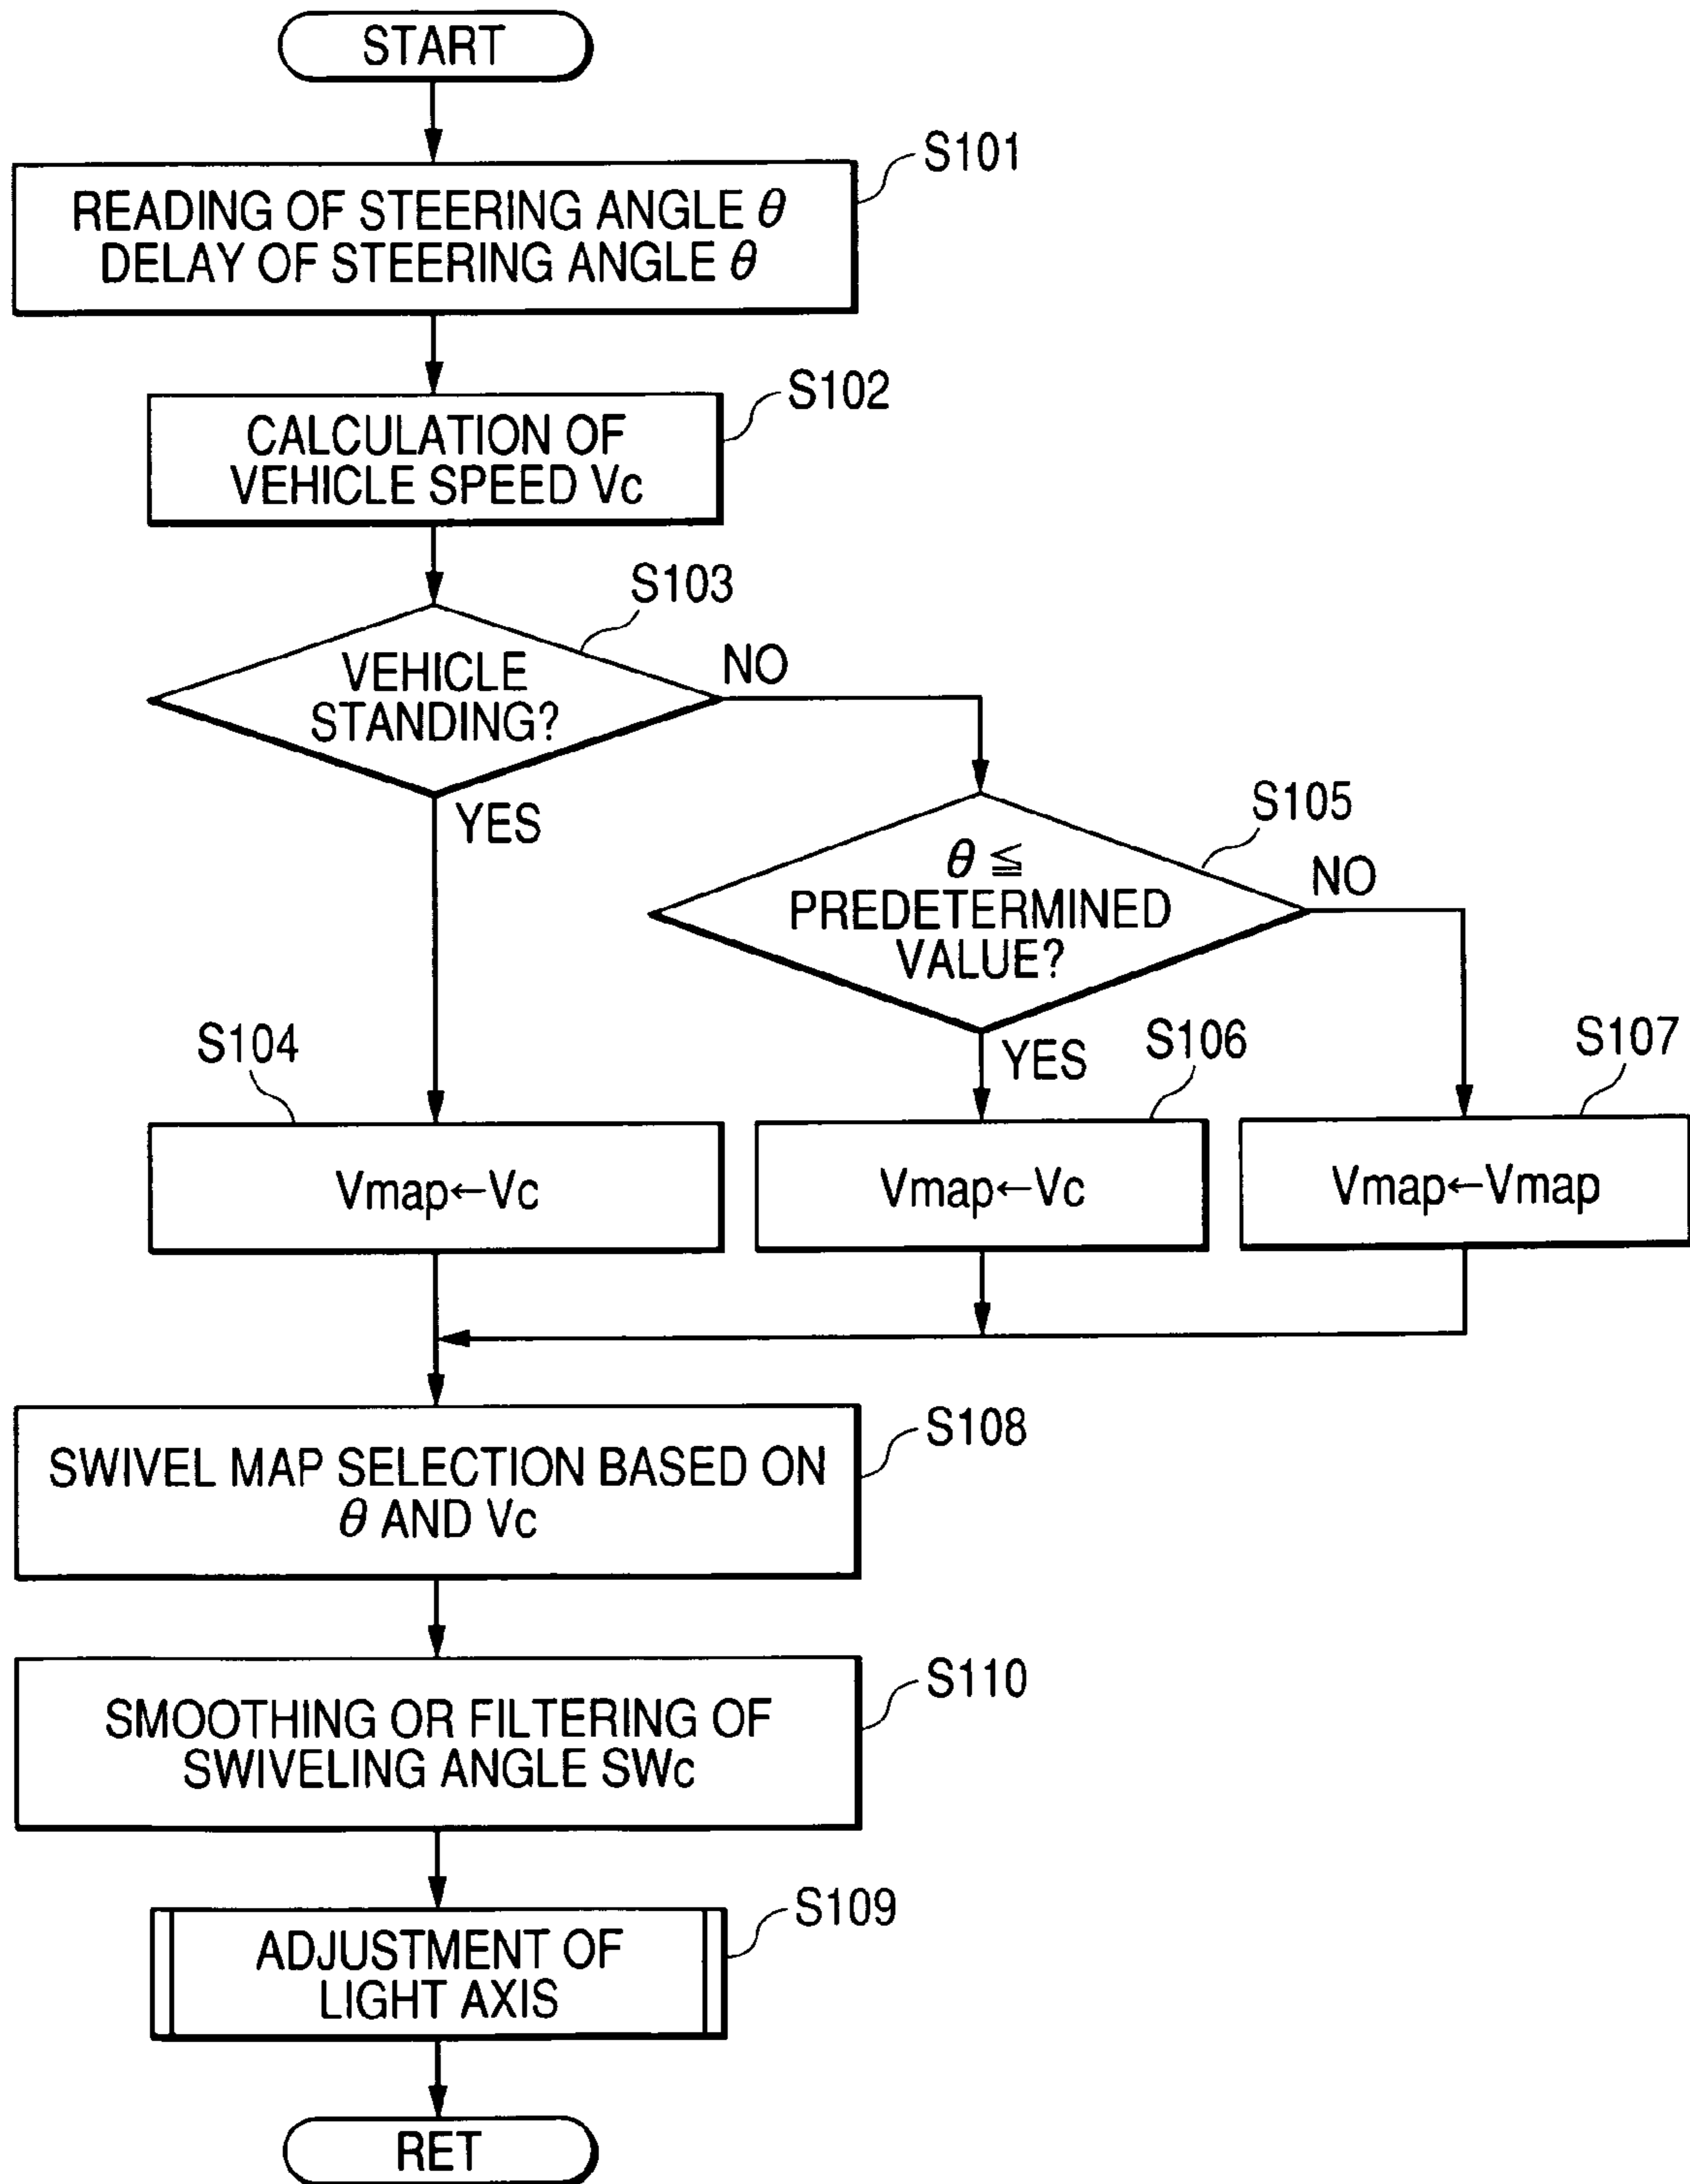 START
S101
READING OF STEERING ANGLE θ
DELAY OF STEERING ANGLE θ
S102
CALCULATION OF
VEHICLE SPEED Vc
S103
VEHICLE
STANDING?
NO
YES
S105
θ ≦
PREDETERMINED
VALUE?
NO
YES
S104
Vmap←Vc
S106
Vmap←Vc
S107
Vmap←Vmap
S108
SWIVEL MAP SELECTION BASED ON
θ AND Vc
S110
SMOOTHING OR FILTERING OF
SWIVELING ANGLE SWc
S109
ADJUSTMENT OF
LIGHT AXIS
RET